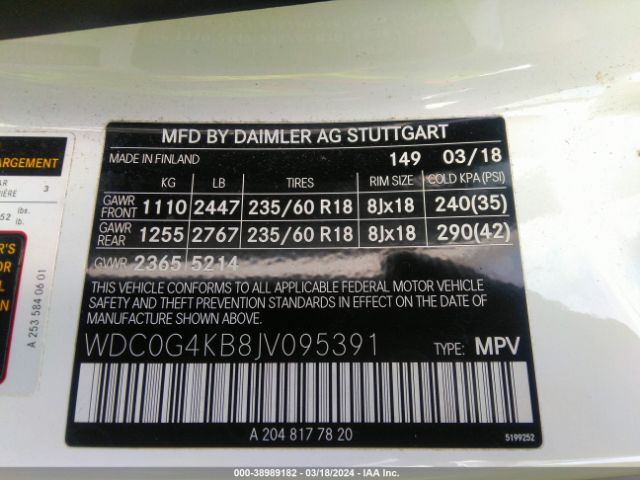 MFD BY DAIMLER AG STUTTGART
MADE IN FINLAND 149 03/18
KG LB TIRES RIM SIZE COLD KPA (PSI)
GAWR FRONT 1110 2447 235/60 R18 8Jx18 240(35)
GAWR REAR 1255 2767 235/60 R18 8Jx18 290(42)
GVWR 2365 5214
THIS VEHICLE CONFORMS TO ALL APPLICABLE FEDERAL MOTOR VEHICLE
SAFETY AND THEFT PREVENTION STANDARDS IN EFFECT ON THE DATE OF
MANUFACTURE SHOWN ABOVE.
WDC0G4KB8JV095391 TYPE: MPV
A 204 817 78 20
5199252
ARGEMENT
3
lbs.
lb.
A 253 584 06 01
000-38989182 - 03/18/2024 - IAA Inc.